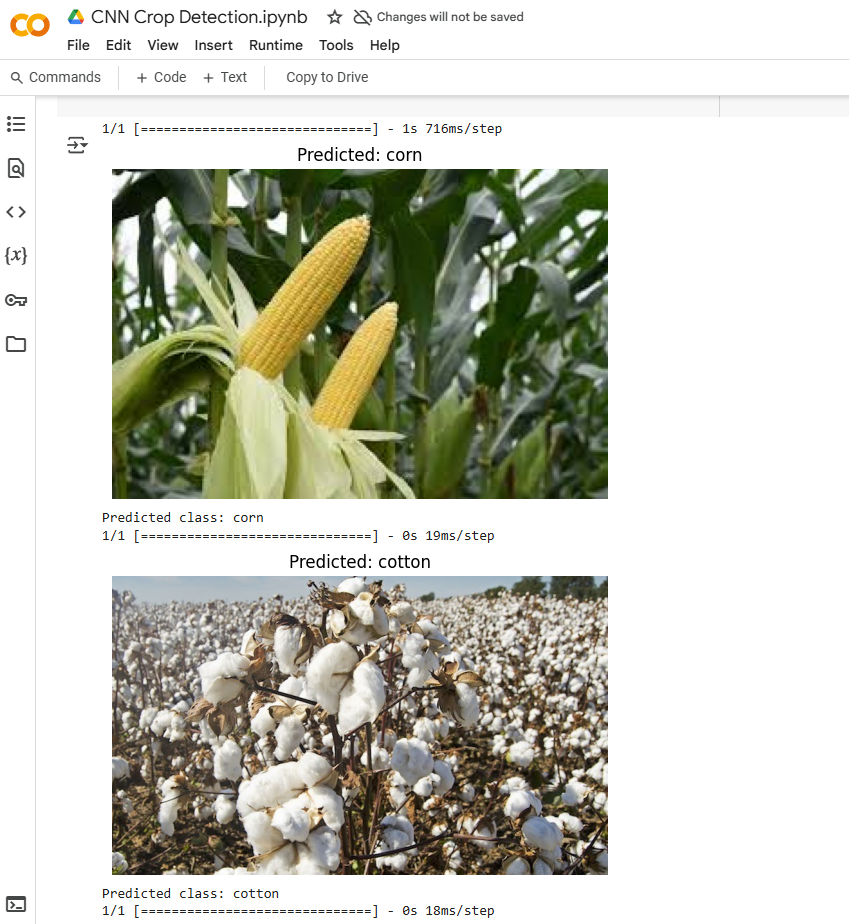 CNN Crop Detection.ipynb
Changes will not be saved
File Edit View Insert Runtime Tools Help
Commands + Code + Text Copy to Drive
1/1 [==============================] - 1s 716ms/step
Predicted: corn
Predicted class: corn
1/1 [==============================] - 0s 19ms/step
Predicted: cotton
Predicted class: cotton
1/1 [==============================] - 0s 18ms/step